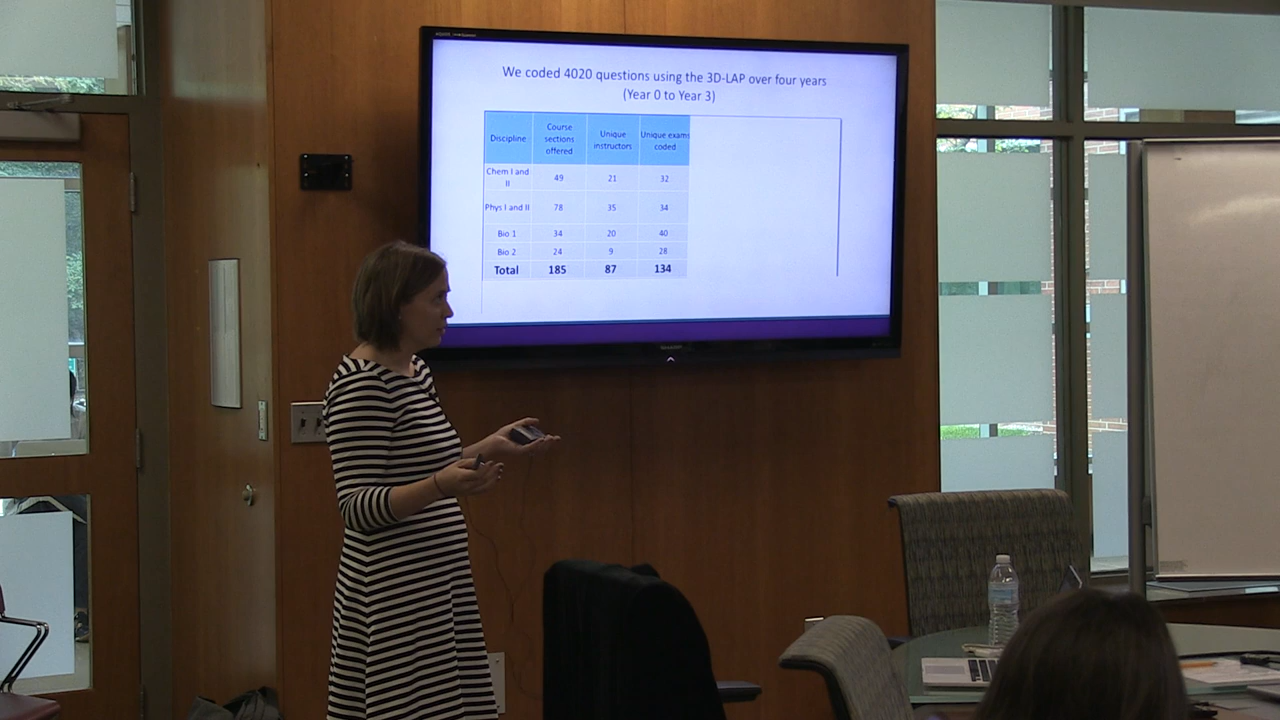 We coded 4020 questions using the 3D-LAP over four years
(Year 0 to Year 3)
Discipline Course sections offered Unique instructors Unique exams coded
Chem I and II 49 21 32
Phys I and II 78 35 34
Bio 1 34 20 40
Bio 2 24 9 28
Total 185 87 134
SHARP